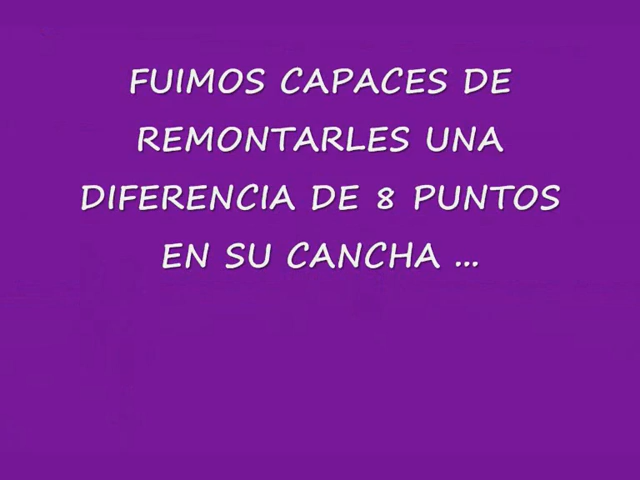 FUIMOS CAPACES DE
REMONTARLES UNA
DIFERENCIA DE 8 PUNTOS
EN SU CANCHA ...